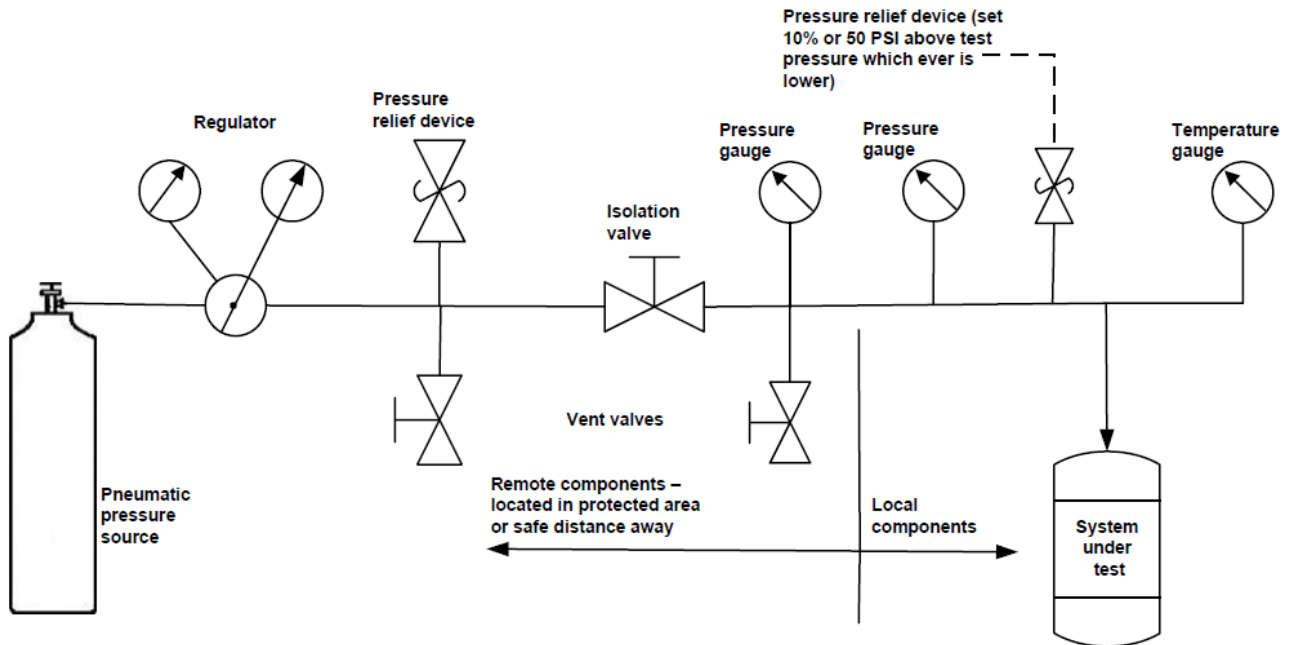 Pressure relief device (set
10% or 50 PSI above test
pressure which ever is
lower)
Regulator
Pressure
relief device
Pressure
gauge
Pressure
gauge
Temperature
gauge
Isolation
valve
Vent valves
Pneumatic
pressure
source
Remote components –
located in protected area
or safe distance away
Local
components
System
under
test